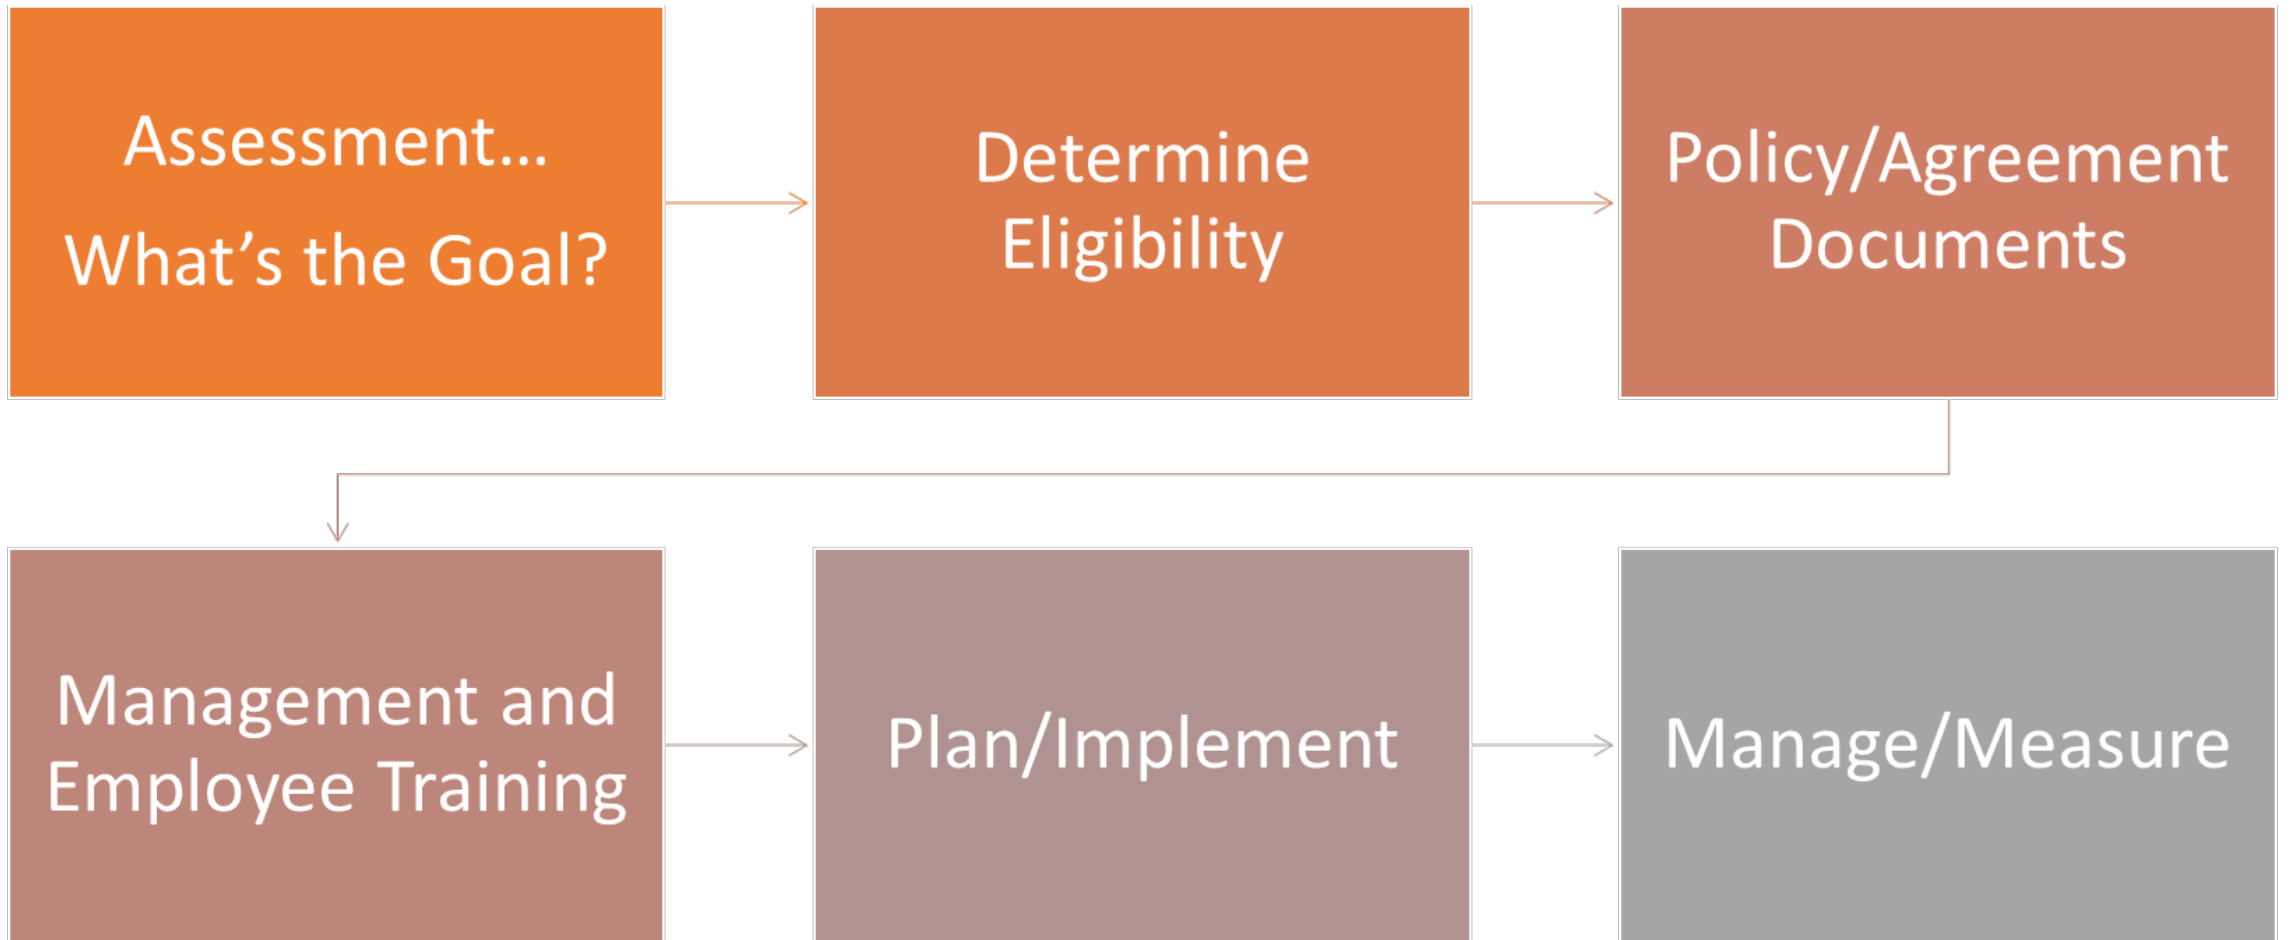 Assessment…
What’s the Goal?
Determine
Eligibility
Policy/Agreement
Documents
Management and
Employee Training
Plan/Implement
Manage/Measure